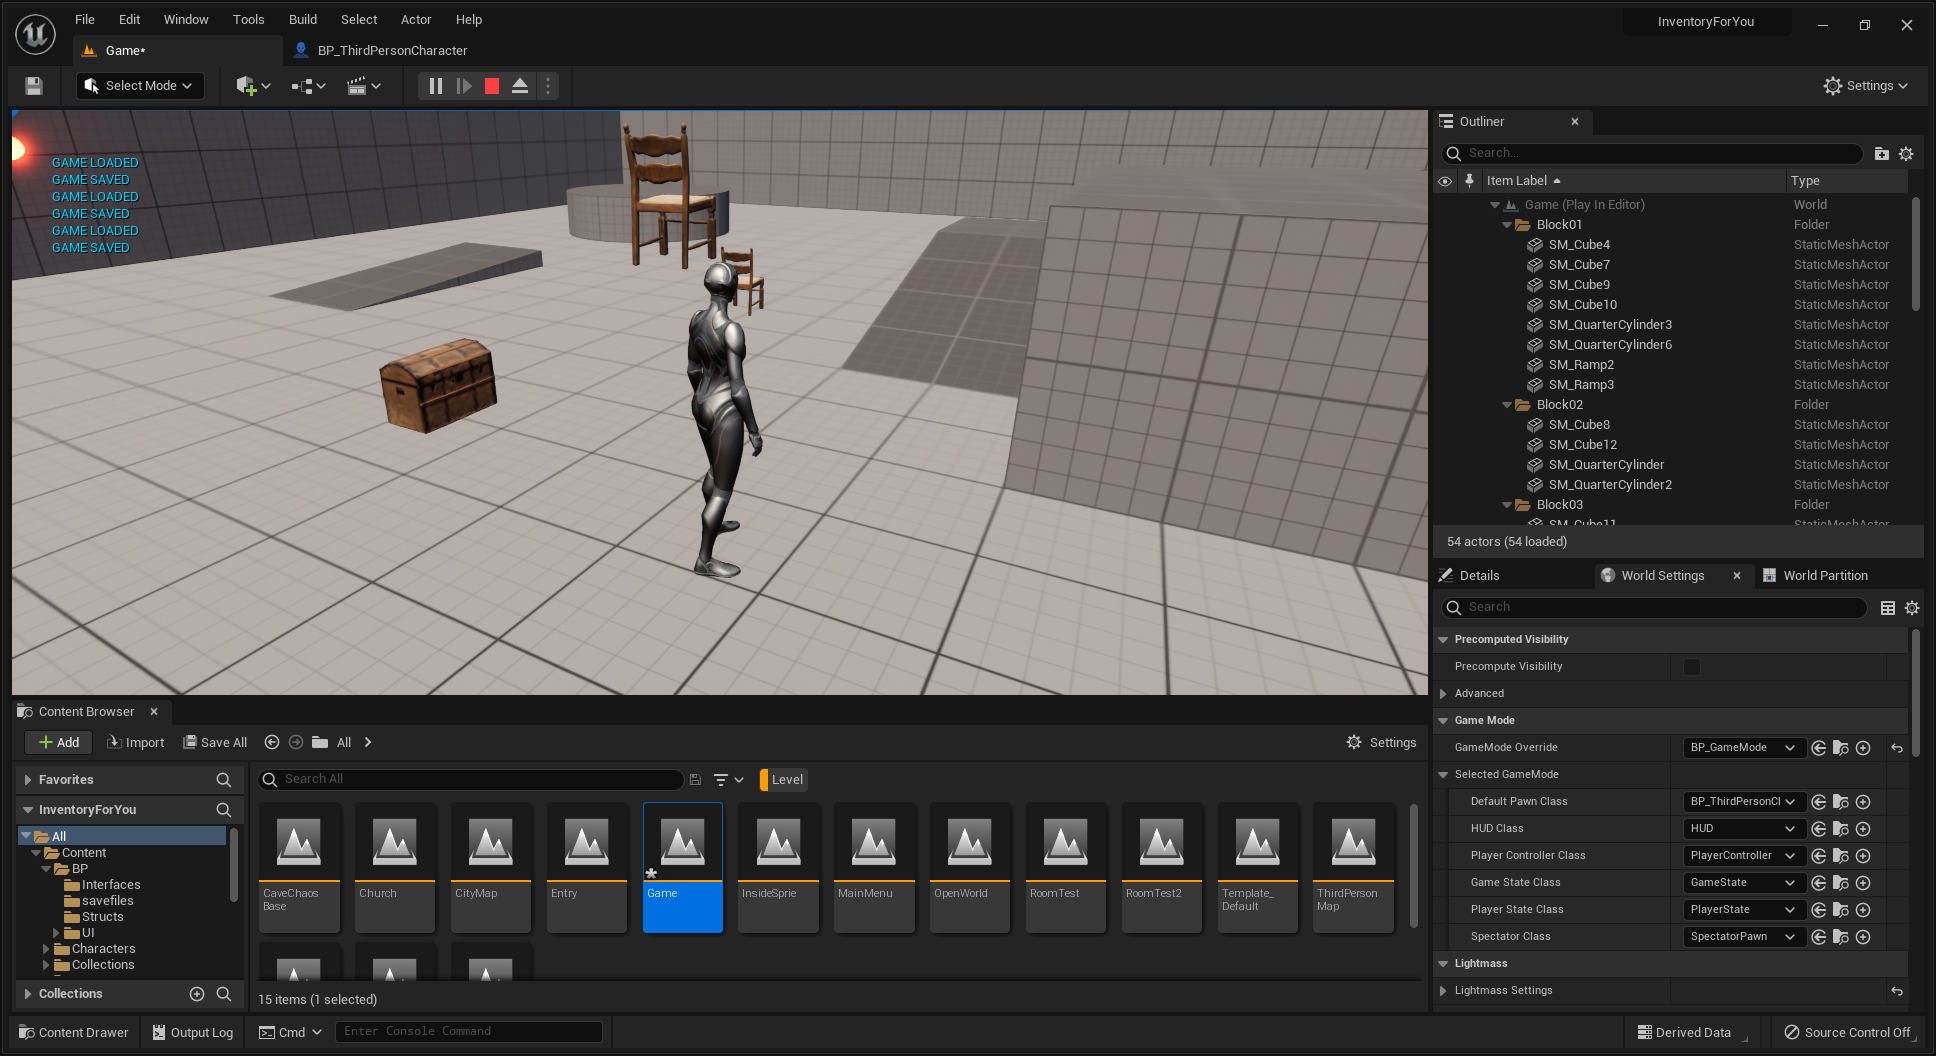 File Edit Window Tools Build Select Actor Help
InventoryForYou
Game*
BP_ThirdPersonCharacter
Select Mode
Settings
GAME LOADED
GAME SAVED
GAME LOADED
GAME SAVED
GAME LOADED
GAME SAVED
Outliner
Search...
Item Label Type
Game (Play In Editor) World
Block01 Folder
SM_Cube4 StaticMeshActor
SM_Cube7 StaticMeshActor
SM_Cube9 StaticMeshActor
SM_Cube10 StaticMeshActor
SM_QuarterCylinder3 StaticMeshActor
SM_QuarterCylinder6 StaticMeshActor
SM_Ramp2 StaticMeshActor
SM_Ramp3 StaticMeshActor
Block02 Folder
SM_Cube8 StaticMeshActor
SM_Cube12 StaticMeshActor
SM_QuarterCylinder StaticMeshActor
SM_QuarterCylinder2 StaticMeshActor
Block03 Folder
SM_Cube11 StaticMeshActor
54 actors (54 loaded)
Details
World Settings
World Partition
Search
Precomputed Visibility
Precompute Visibility
Advanced
Game Mode
GameMode Override BP_GameMode
Selected GameMode
Default Pawn Class BP_ThirdPersonCl
HUD Class HUD
Player Controller Class PlayerController
Game State Class GameState
Player State Class PlayerState
Spectator Class SpectatorPawn
Lightmass
Lightmass Settings
Content Browser
Add Import Save All All
Settings
Favorites
InventoryForYou
All
Content
BP
Interfaces
savefiles
Structs
UI
Characters
Collections
Collections
Search All
Level
CaveChaos
Base
Church
CityMap
Entry
Game
InsideSprie
MainMenu
OpenWorld
RoomTest
RoomTest2
Template_
Default
ThirdPerson
Map
15 items (1 selected)
Content Drawer
Output Log
Cmd
Enter Console Command
Derived Data
Source Control Off